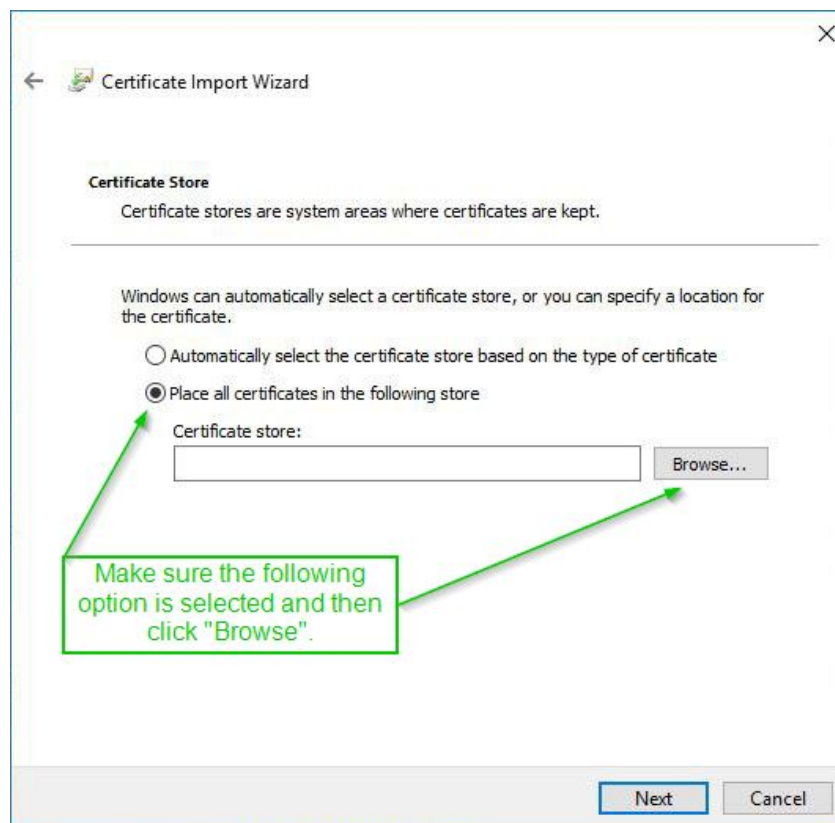 Certificate Import Wizard
Certificate Store
Certificate stores are system areas where certificates are kept.
Windows can automatically select a certificate store, or you can specify a location for
the certificate.
Automatically select the certificate store based on the type of certificate
Place all certificates in the following store
Certificate store:
Browse...
Make sure the following
option is selected and then
click "Browse".
Next
Cancel